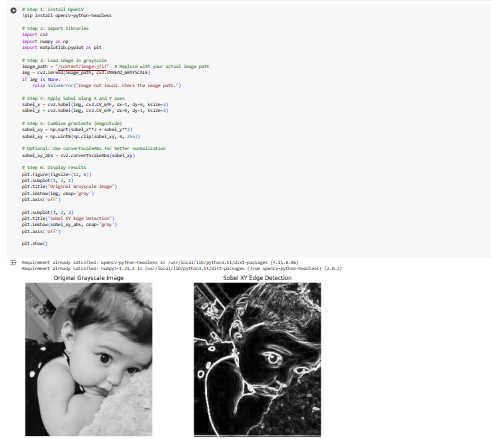 # Step 1: Install OpenCV
!pip install opencv-python-headless
# Step 2: Import libraries
import cv2
import numpy as np
import matplotlib.pyplot as plt
# Step 3: Load image in grayscale
image_path = "/content/image.jfif" # Replace with your actual image path
img = cv2.imread(image_path, cv2.IMREAD_GRAYSCALE)
if img is None:
raise ValueError("Image not found. Check the image path.")
# Step 4: Apply Sobel along X and Y axes
sobel_x = cv2.Sobel(img, cv2.CV_64F, dx=1, dy=0, ksize=3)
sobel_y = cv2.Sobel(img, cv2.CV_64F, dx=0, dy=1, ksize=3)
# Step 5: Combine gradients (magnitude)
sobel_xy = np.sqrt(sobel_x**2 + sobel_y**2)
sobel_xy = np.uint8(np.clip(sobel_xy, 0, 255))
# Optional: Use convertScaleAbs for better normalization
sobel_xy_abs = cv2.convertScaleAbs(sobel_xy)
# Step 6: Display results
plt.figure(figsize=(12, 6))
plt.subplot(1, 2, 1)
plt.title("Original Grayscale Image")
plt.imshow(img, cmap='gray')
plt.axis('off')
plt.subplot(1, 2, 2)
plt.title("Sobel XY Edge Detection")
plt.imshow(sobel_xy_abs, cmap='gray')
plt.axis('off')
plt.show()
Requirement already satisfied: opencv-python-headless in /usr/local/lib/python3.11/dist-packages (4.11.0.86)
Requirement already satisfied: numpy>=1.21.2 in /usr/local/lib/python3.11/dist-packages (from opencv-python-headless) (2.0.2)
Original Grayscale Image
Sobel XY Edge Detection